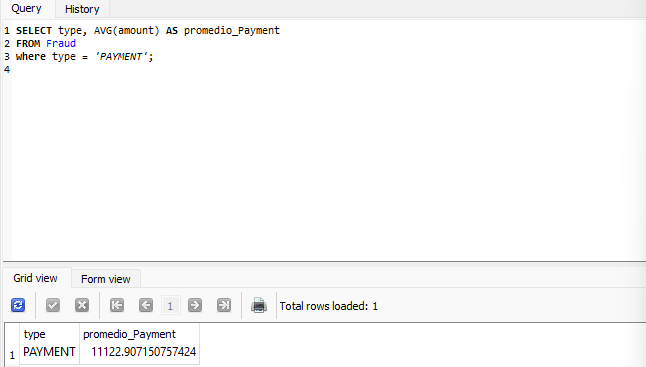 Query History
1 SELECT type, AVG(amount) AS promedio_Payment
2 FROM Fraud
3 where type = 'PAYMENT';
4
Grid view Form view
1 Total rows loaded: 1
type promedio_Payment
1 PAYMENT 11122.907150757424